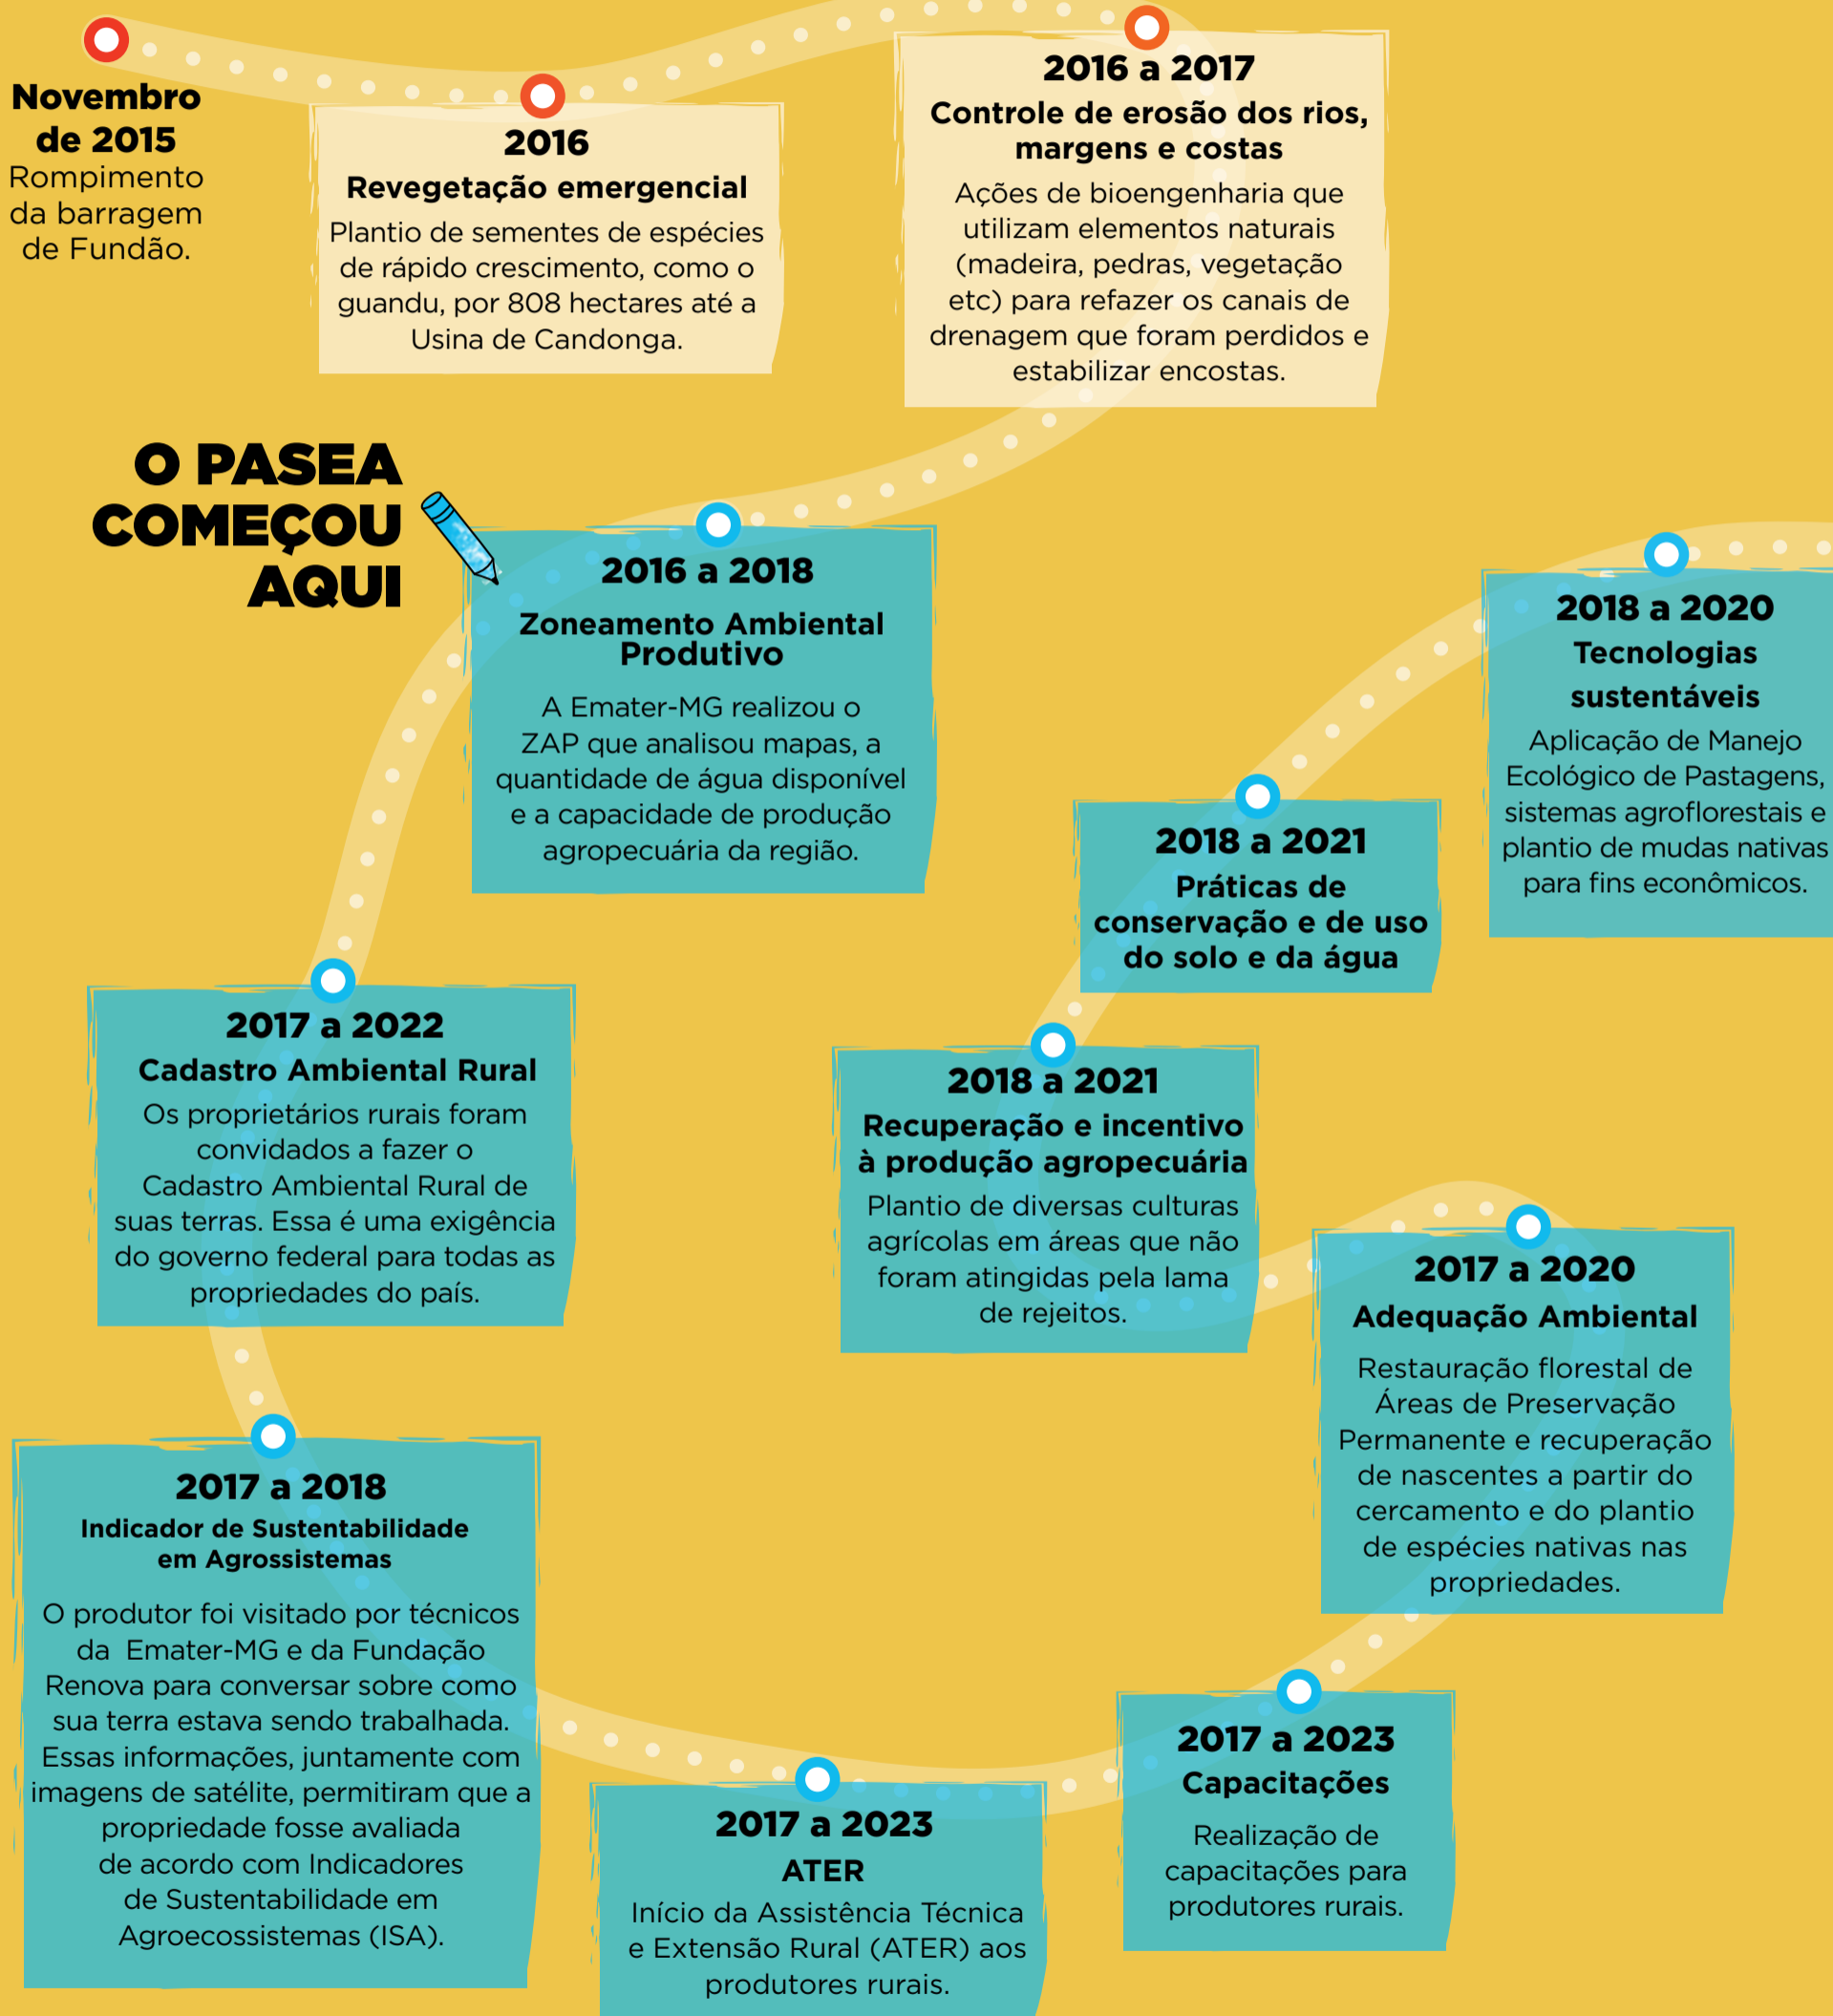 Novembro
de 2015
Rompimento
da barragem
de Fundão.
2016
Revegetação emergencial
Plantio de sementes de espécies
de rápido crescimento, como o
guandu, por 808 hectares até a
Usina de Candonga.
2016 a 2017
Controle de erosão dos rios,
margens e costas
Ações de bioengenharia que
utilizam elementos naturais
(madeira, pedras, vegetação
etc) para refazer os canais de
drenagem que foram perdidos e
estabilizar encostas.
O PASEA
COMEÇOU
AQUI
2016 a 2018
Zoneamento Ambiental
Produtivo
A Emater-MG realizou o
ZAP que analisou mapas, a
quantidade de água disponível
e a capacidade de produção
agropecuária da região.
2017 a 2022
Cadastro Ambiental Rural
Os proprietários rurais foram
convidados a fazer o
Cadastro Ambiental Rural de
suas terras. Essa é uma exigência
do governo federal para todas as
propriedades do país.
2017 a 2018
Indicador de Sustentabilidade
em Agrossistemas
O produtor foi visitado por técnicos
da Emater-MG e da Fundação
Renova para conversar sobre como
sua terra estava sendo trabalhada.
Essas informações, juntamente com
imagens de satélite, permitiram que a
propriedade fosse avaliada
de acordo com Indicadores
de Sustentabilidade em
Agroecossistemas (ISA).
2017 a 2023
ATER
Início da Assistência Técnica
e Extensão Rural (ATER) aos
produtores rurais.
2017 a 2023
Capacitações
Realização de
capacitações para
produtores rurais.
2017 a 2020
Adequação Ambiental
Restauração florestal de
Áreas de Preservação
Permanente e recuperação
de nascentes a partir do
cercamento e do plantio
de espécies nativas nas
propriedades.
2018 a 2021
Recuperação e incentivo
à produção agropecuária
Plantio de diversas culturas
agrícolas em áreas que não
foram atingidas pela lama
de rejeitos.
2018 a 2021
Práticas de
conservação e de uso
do solo e da água
2018 a 2020
Tecnologias
sustentáveis
Aplicação de Manejo
Ecológico de Pastagens,
sistemas agroflorestais e
plantio de mudas nativas
para fins econômicos.